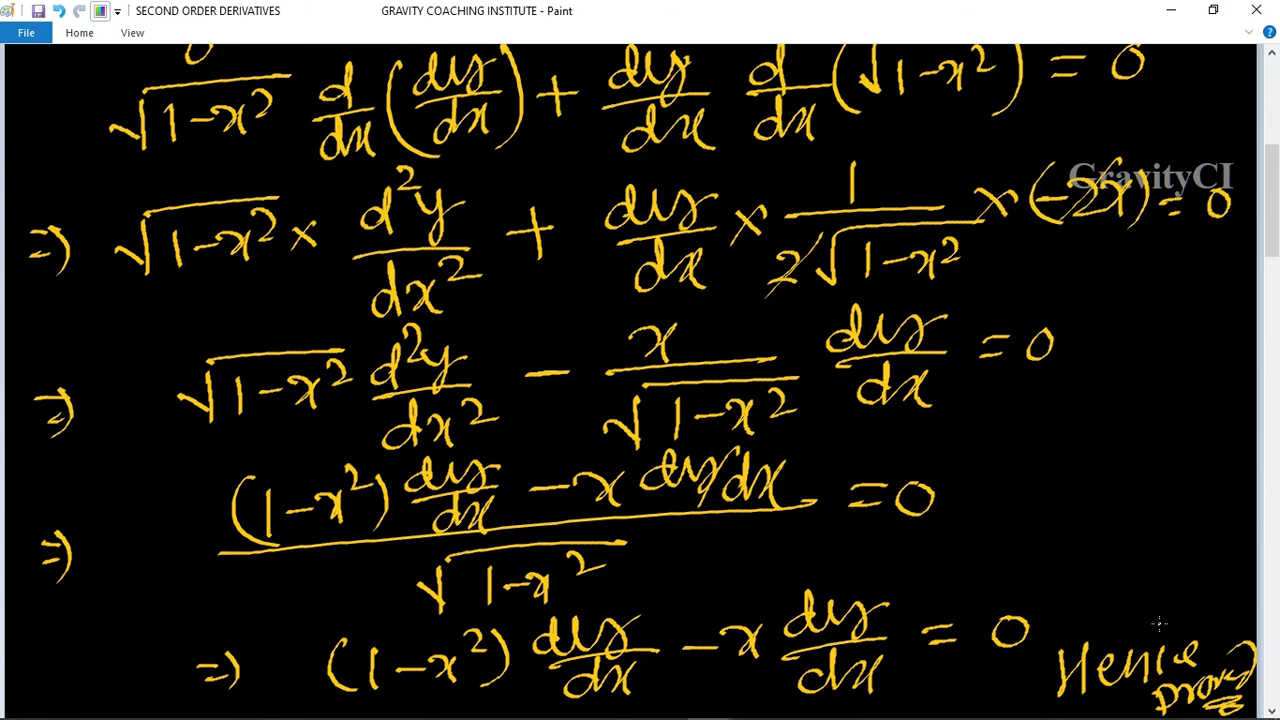 SECOND ORDER DERIVATIVES GRAVITY COACHING INSTITUTE - Paint
File Home View
√(1-x²) d/dx (dy/dx) + dy/dx d/dx (√(1-x²)) = 0
GravityCI
=) √(1-x²) × d²y/dx² + dy/dx × 1/(2√(1-x²)) × (-2x) = 0
=) √(1-x²) d²y/dx² - x/√(1-x²) dy/dx = 0
=) ((1-x²) dy/dx - x dy/dx)/√(1-x²) = 0
=) (1-x²) dy/dx - x dy/dx = 0 Hence
proved